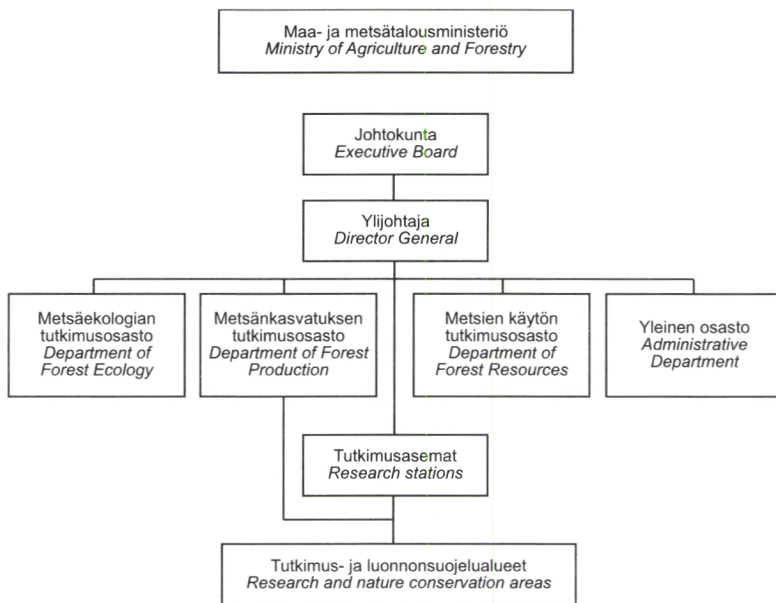 Maa- ja metsätalousministeriö
Ministry of Agriculture and Forestry
Johtokunta
Executive Board
Ylijohtaja
Director General
Metsäekologian
tutkimusosasto
Department of
Forest Ecology
Metsänkasvatuksen
tutkimusosasto
Department of Forest
Production
Metsien käytön
tutkimusosasto
Department of
Forest Resources
Yleinen osasto
Administrative
Department
Tutkimusasemat
Research stations
Tutkimus- ja luonnonsuojelualueet
Research and nature conservation areas